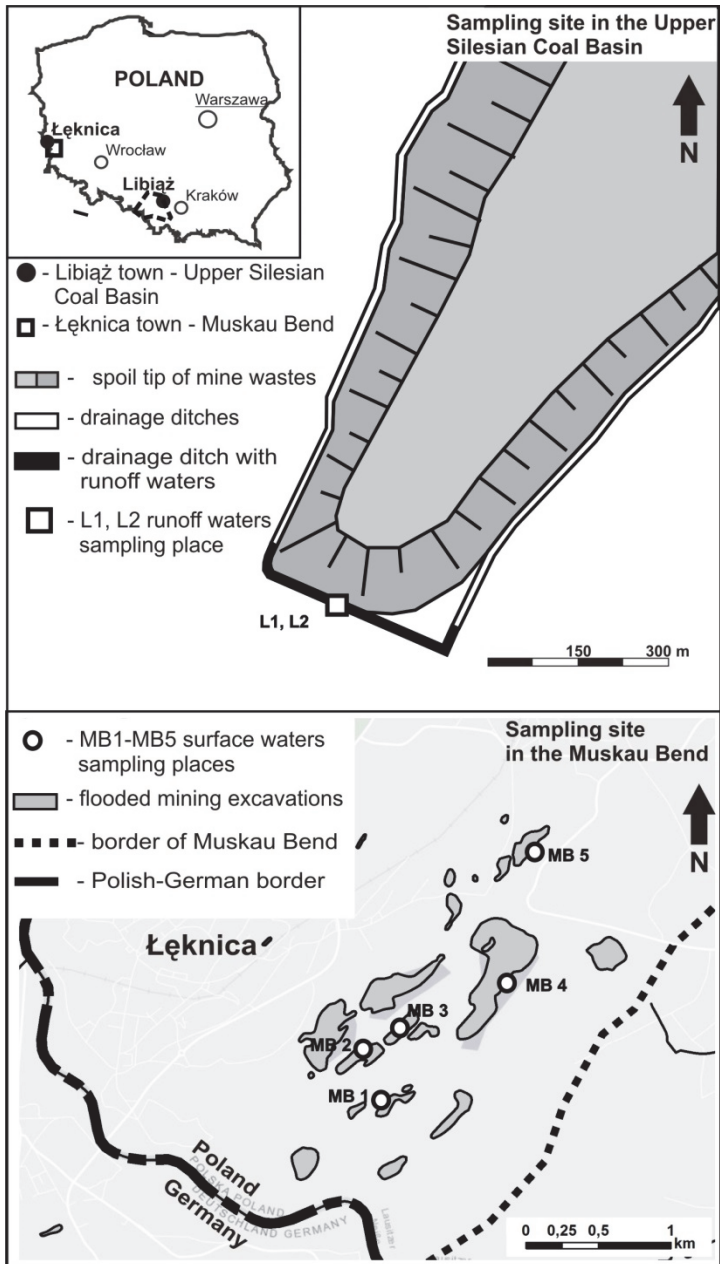 Sampling site in the Upper
Silesian Coal Basin
POLAND
Warszawa
Łęknica
Wrocław
Libiąż
Kraków
N
- Libiąż town - Upper Silesian
Coal Basin
- Łęknica town - Muskau Bend
- spoil tip of mine wastes
- drainage ditches
- drainage ditch with
runoff waters
- L1, L2 runoff waters
sampling place
L1, L2
150 300 m
- MB1-MB5 surface waters
sampling places
- flooded mining excavations
- border of Muskau Bend
- Polish-German border
Sampling site
in the Muskau Bend
N
MB 5
Łęknica
MB 4
MB 3
MB 2
MB 1
Poland
POLSKA POLAND
DEUTSCHLAND GERMANY
Germany
0 0,25 0,5 1
km